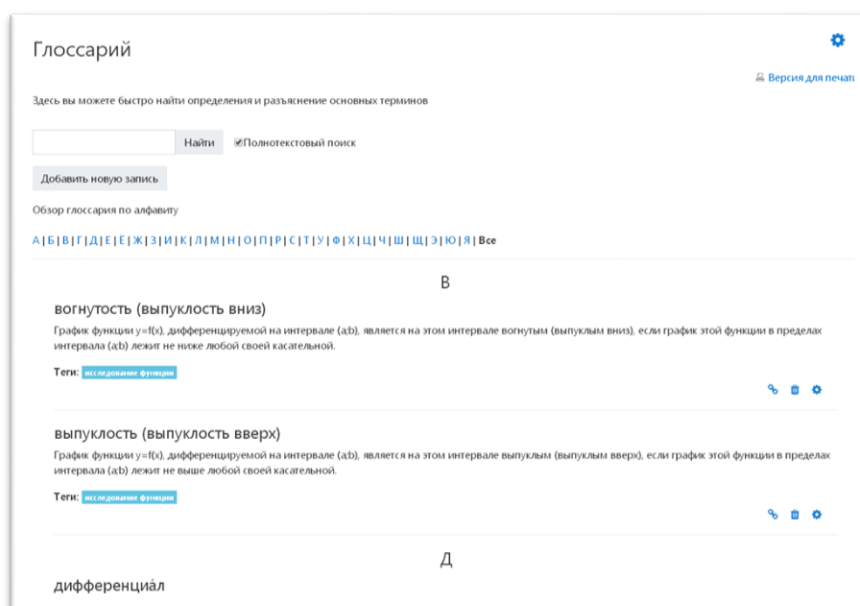 Глоссарий
Версия для печати
Здесь вы можете быстро найти определения и разъяснение основных терминов
Найти Полнотекстовый поиск
Добавить новую запись
Обзор глоссария по алфавиту
А | Б | В | Г | Д | Е | Ё | Ж | З | И | К | Л | М | Н | О | П | Р | С | Т | У | Ф | Х | Ц | Ч | Ш | Щ | Э | Ю | Я | Все
В
вогнутость (выпуклость вниз)
График функции y=f(x), дифференцируемой на интервале (a;b), является на этом интервале вогнутым (выпуклым вниз), если график этой функции в пределах
интервала (a;b) лежит не ниже любой своей касательной.
Теги: исследование функции
выпуклость (выпуклость вверх)
График функции y=f(x), дифференцируемой на интервале (a;b), является на этом интервале выпуклым (выпуклым вверх), если график этой функции в пределах
интервала (a;b) лежит не выше любой своей касательной.
Теги: исследование функции
Д
дифференциа́л